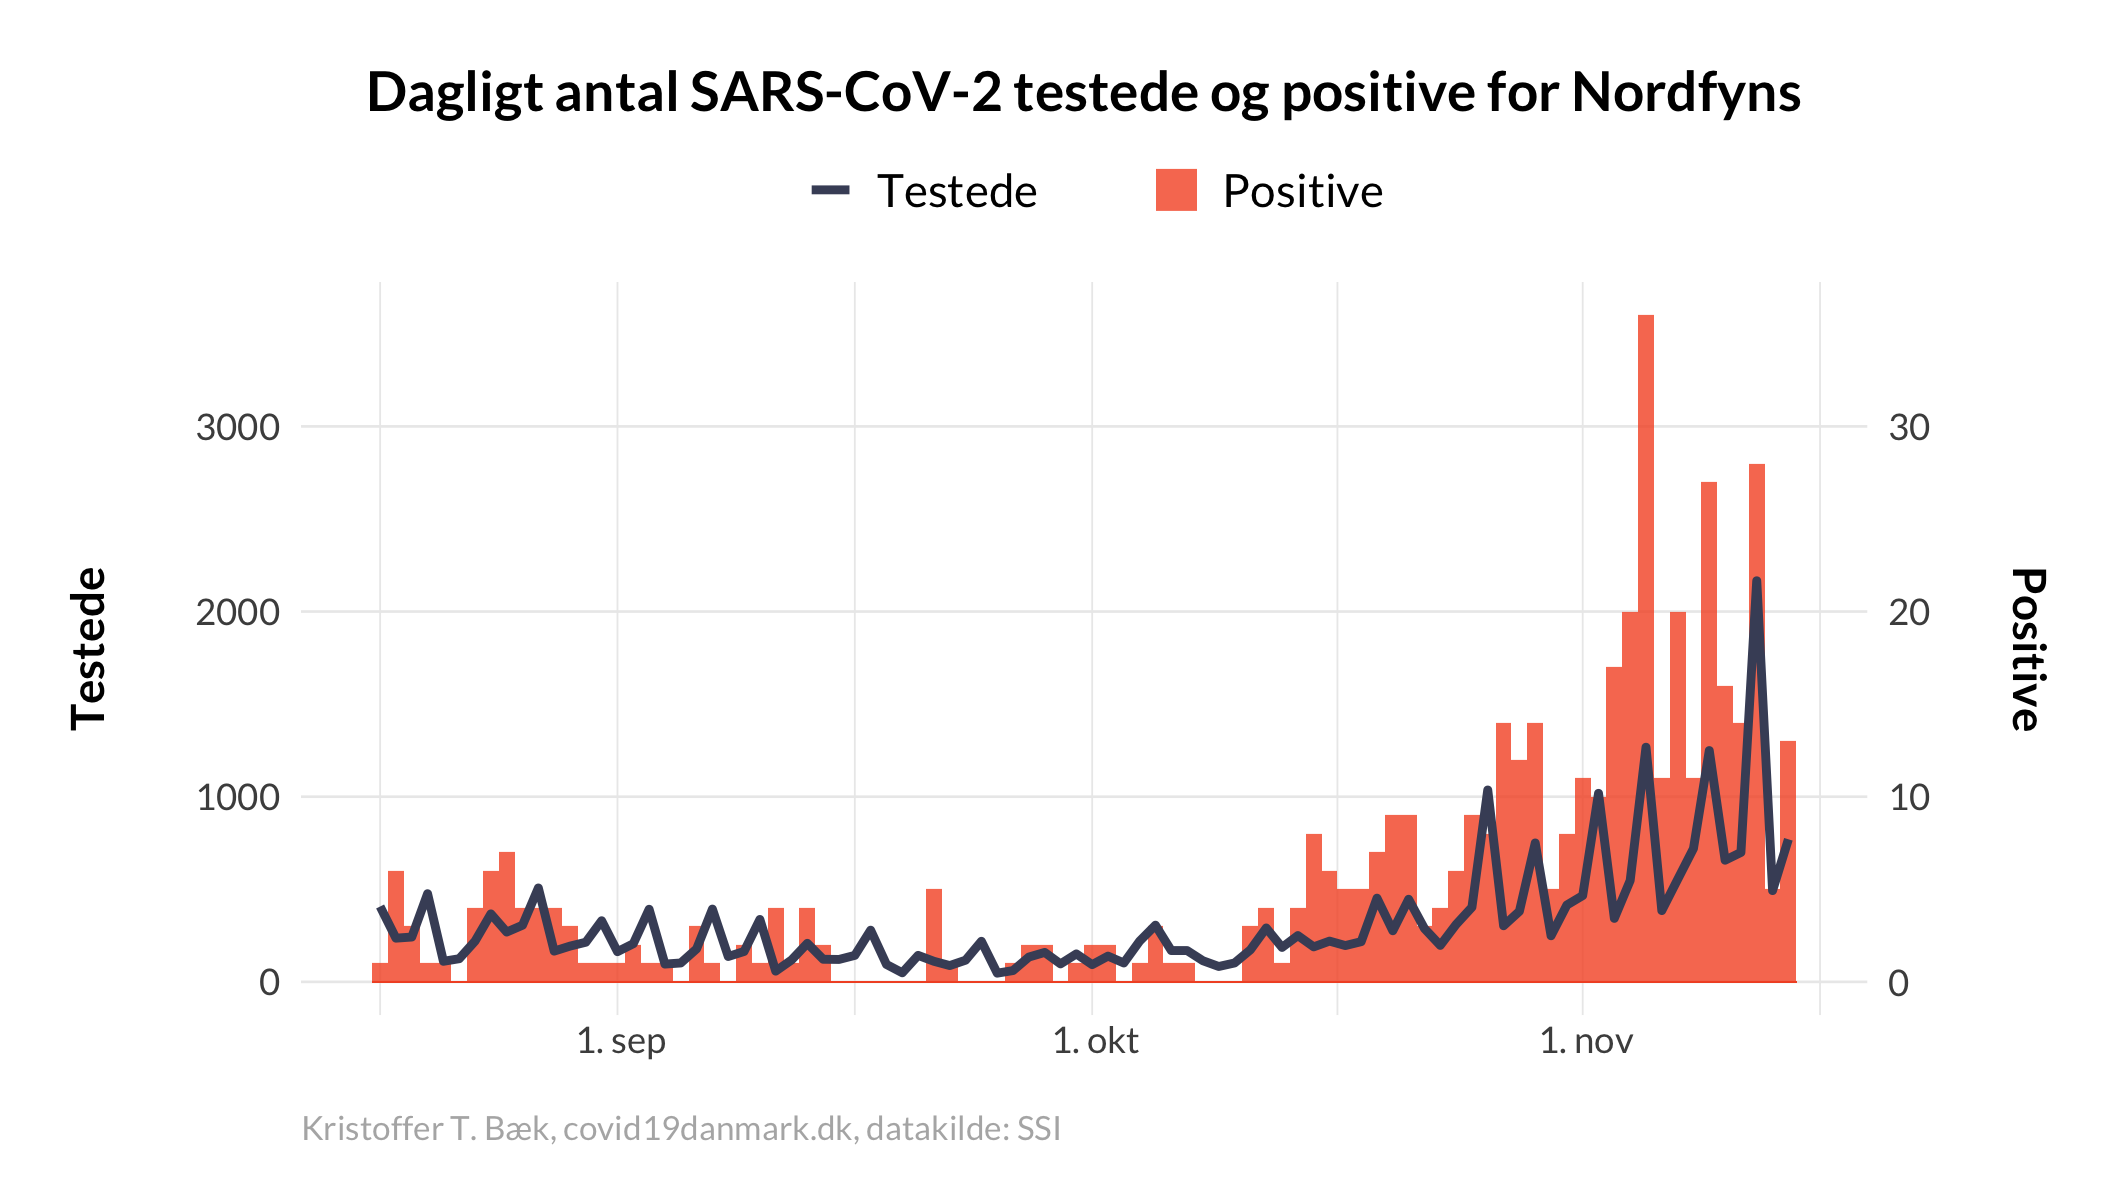 Dagligt antal SARS-CoV-2 testede og positive for Nordfyns
Testede
Positive
Testede
3000
2000
1000
0
30
20
10
0
Positive
1. sep
1. okt
1. nov
Kristoffer T. Bæk, covid19danmark.dk, datakilde: SSI